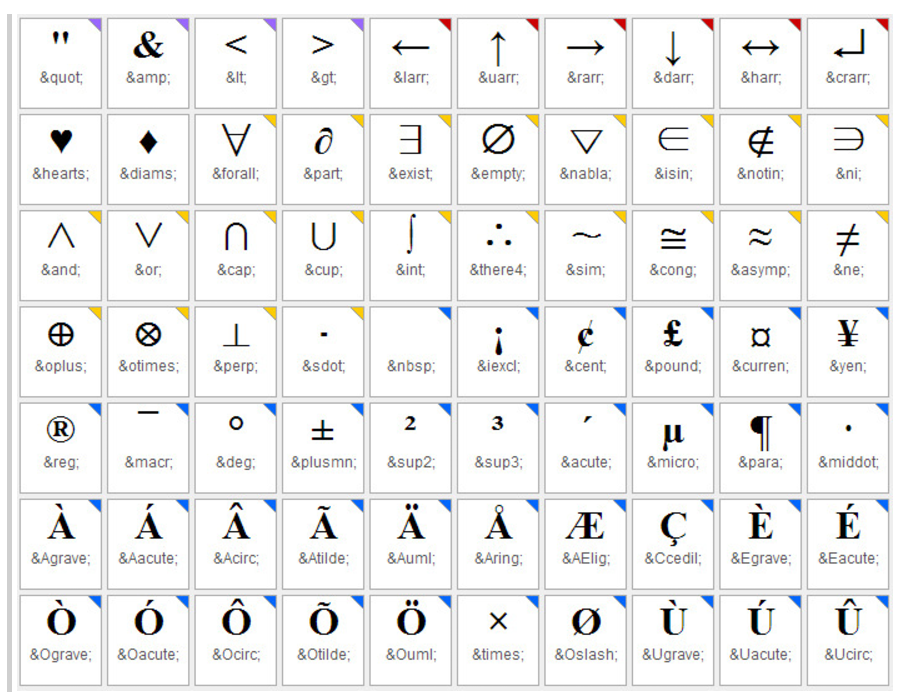 " & < > ← ↑ → ↓ ↔ ↵
&quot; &amp; &lt; &gt; &larr; &uarr; &rarr; &darr; &harr; &crarr;
♥ ♦ ∀ ∂ ∃ ∅ ∇ ∈ ∉ ∋
&hearts; &diams; &forall; &part; &exist; &empty; &nabla; &isin; &notin; &ni;
∧ ∨ ∩ ∪ ∫ ∴ ∼ ≅ ≈ ≠
&and; &or; &cap; &cup; &int; &there4; &sim; &cong; &asymp; &ne;
⊕ ⊗ ⊥ ⋅ ¡ ¢ £ ¤ ¥
&oplus; &otimes; &perp; &sdot; &nbsp; &iexcl; &cent; &pound; &curren; &yen;
® ¯ ° ± ² ³ ´ µ ¶ ·
&reg; &macr; &deg; &plusmn; &sup2; &sup3; &acute; &micro; &para; &middot;
À Á Â Ã Ä Å Æ Ç È É
&Agrave; &Aacute; &Acirc; &Atilde; &Auml; &Aring; &AElig; &Ccedil; &Egrave; &Eacute;
Ò Ó Ô Õ Ö × Ø Ù Ú Û
&Ograve; &Oacute; &Ocirc; &Otilde; &Ouml; &times; &Oslash; &Ugrave; &Uacute; &Ucirc;